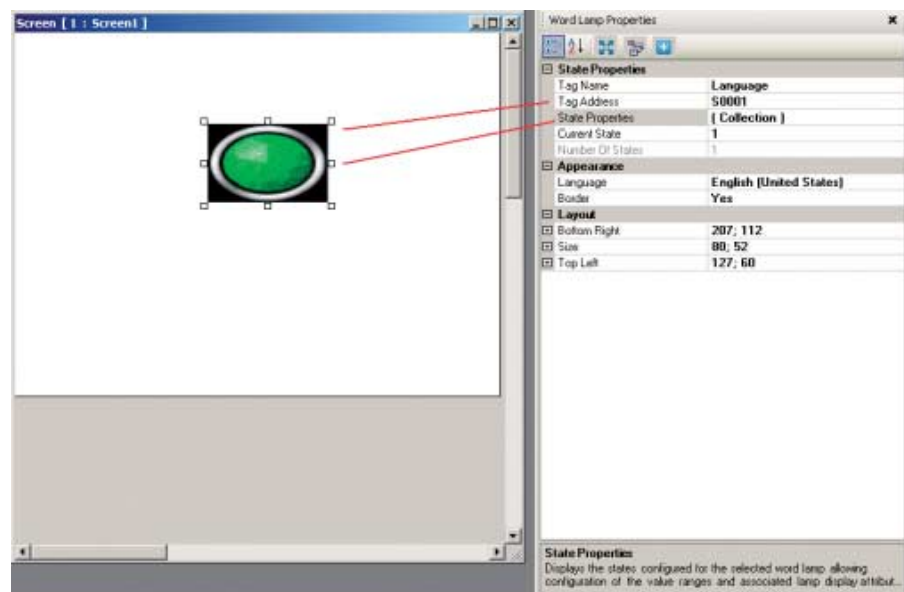 Screen [ 1 : Screen1 ]
Word Lamp Properties
State Properties
Tag Name Language
Tag Address S0001
State Properties ( Collection )
Current State 1
Number Of States 1
Appearance
Language English (United States)
Border Yes
Layout
Bottom Right 207; 112
Size 80; 52
Top Left 127; 60
State Properties
Displays the states configured for the selected word lamp allowing
configuration of the value ranges and associated lamp display attribut...